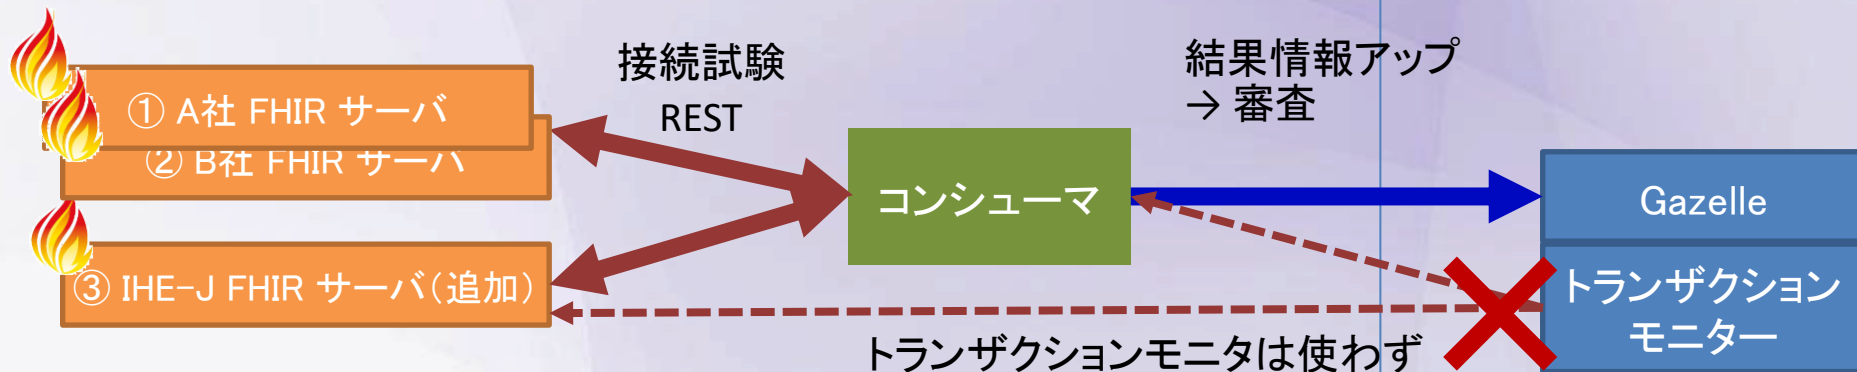 接続試験
REST
結果情報アップ
→ 審査
① A社 FHIR サーバ
② B社 FHIR サーバ
③ IHE-J FHIR サーバ（追加）
コンシューマ
Gazelle
トランザクション
モニター
トランザクションモニタは使わず